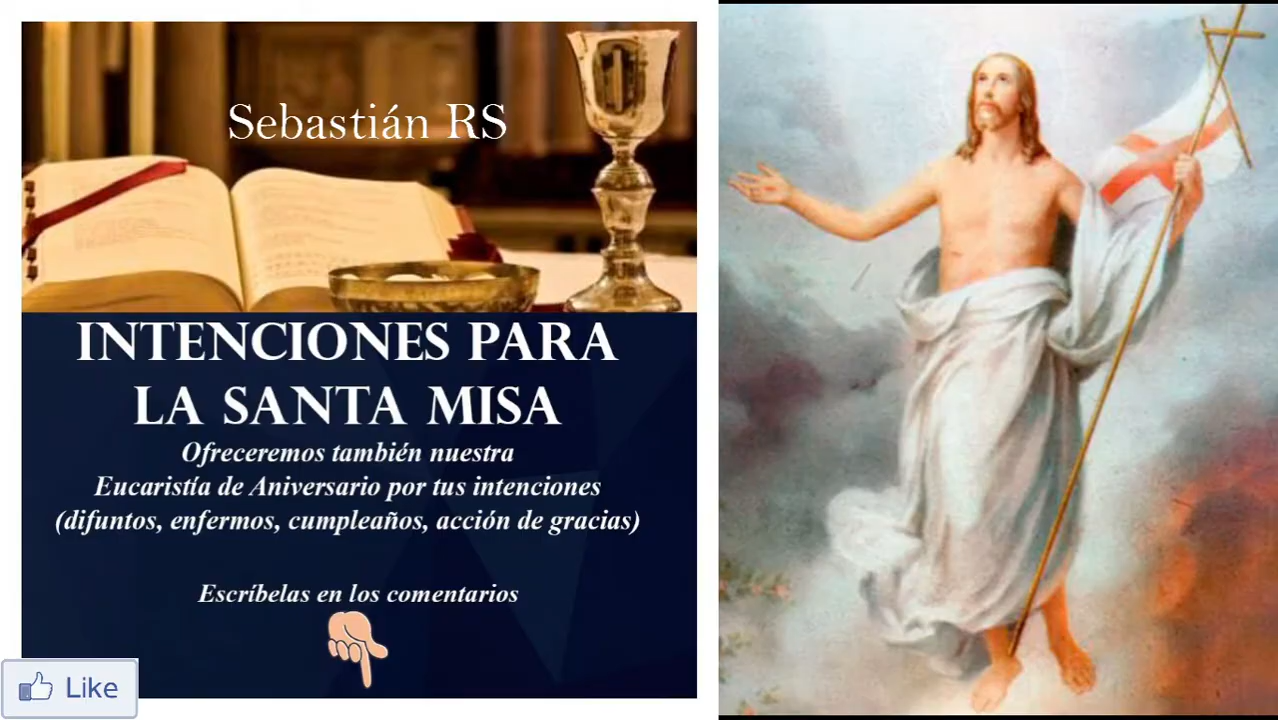 Sebastián RS
INTENCIONES PARA
LA SANTA MISA
Ofreceremos también nuestra
Eucaristía de Aniversario por tus intenciones
(difuntos, enfermos, cumpleaños, acción de gracias)
Escríbelas en los comentarios
Like